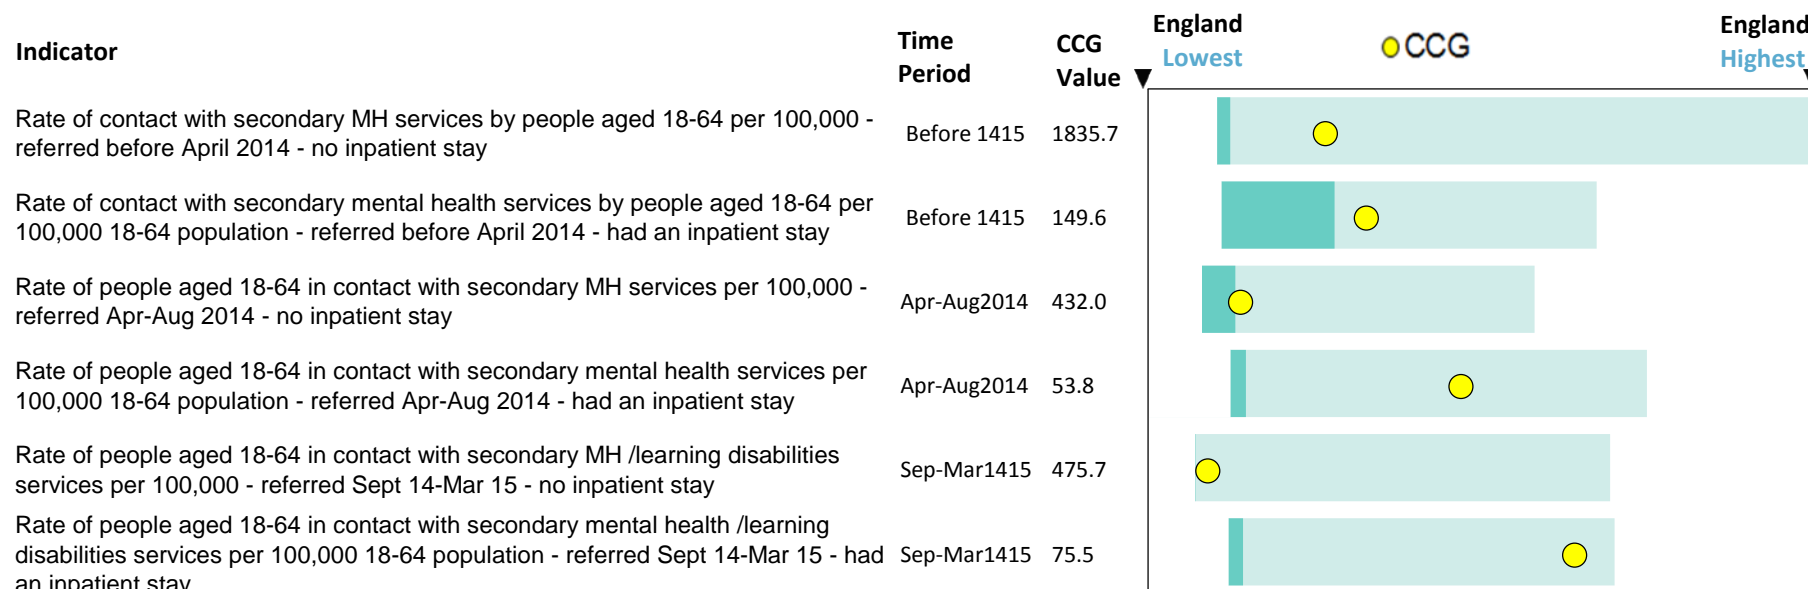 Indicator
Time Period
CCG Value
England Lowest
CCG
England Highest
Rate of contact with secondary MH services by people aged 18-64 per 100,000 -
referred before April 2014 - no inpatient stay
Before 1415
1835.7
Rate of contact with secondary mental health services by people aged 18-64 per
100,000 18-64 population - referred before April 2014 - had an inpatient stay
Before 1415
149.6
Rate of people aged 18-64 in contact with secondary MH services per 100,000 -
referred Apr-Aug 2014 - no inpatient stay
Apr-Aug2014
432.0
Rate of people aged 18-64 in contact with secondary mental health services per
100,000 18-64 population - referred Apr-Aug 2014 - had an inpatient stay
Apr-Aug2014
53.8
Rate of people aged 18-64 in contact with secondary MH /learning disabilities
services per 100,000 - referred Sept 14-Mar 15 - no inpatient stay
Sep-Mar1415
475.7
Rate of people aged 18-64 in contact with secondary mental health /learning
disabilities services per 100,000 18-64 population - referred Sept 14-Mar 15 - had
an inpatient stay
Sep-Mar1415
75.5